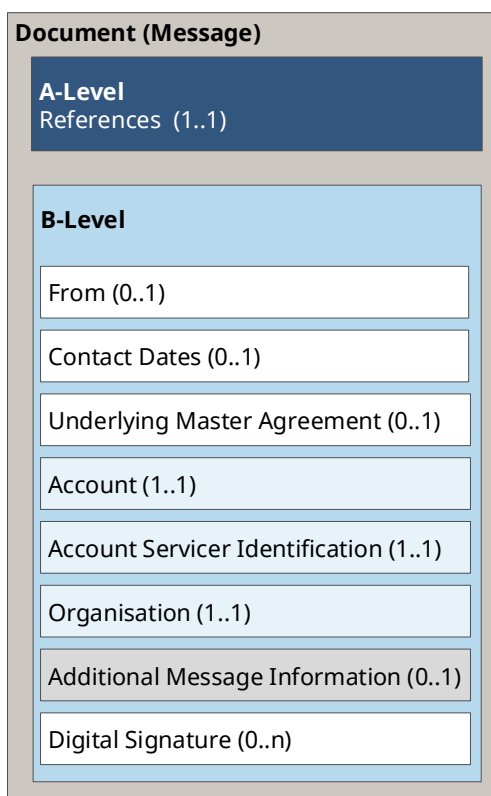 Document (Message)
A-Level
References (1..1)
B-Level
From (0..1)
Contact Dates (0..1)
Underlying Master Agreement (0..1)
Account (1..1)
Account Servicer Identification (1..1)
Organisation (1..1)
Additional Message Information (0..1)
Digital Signature (0..n)